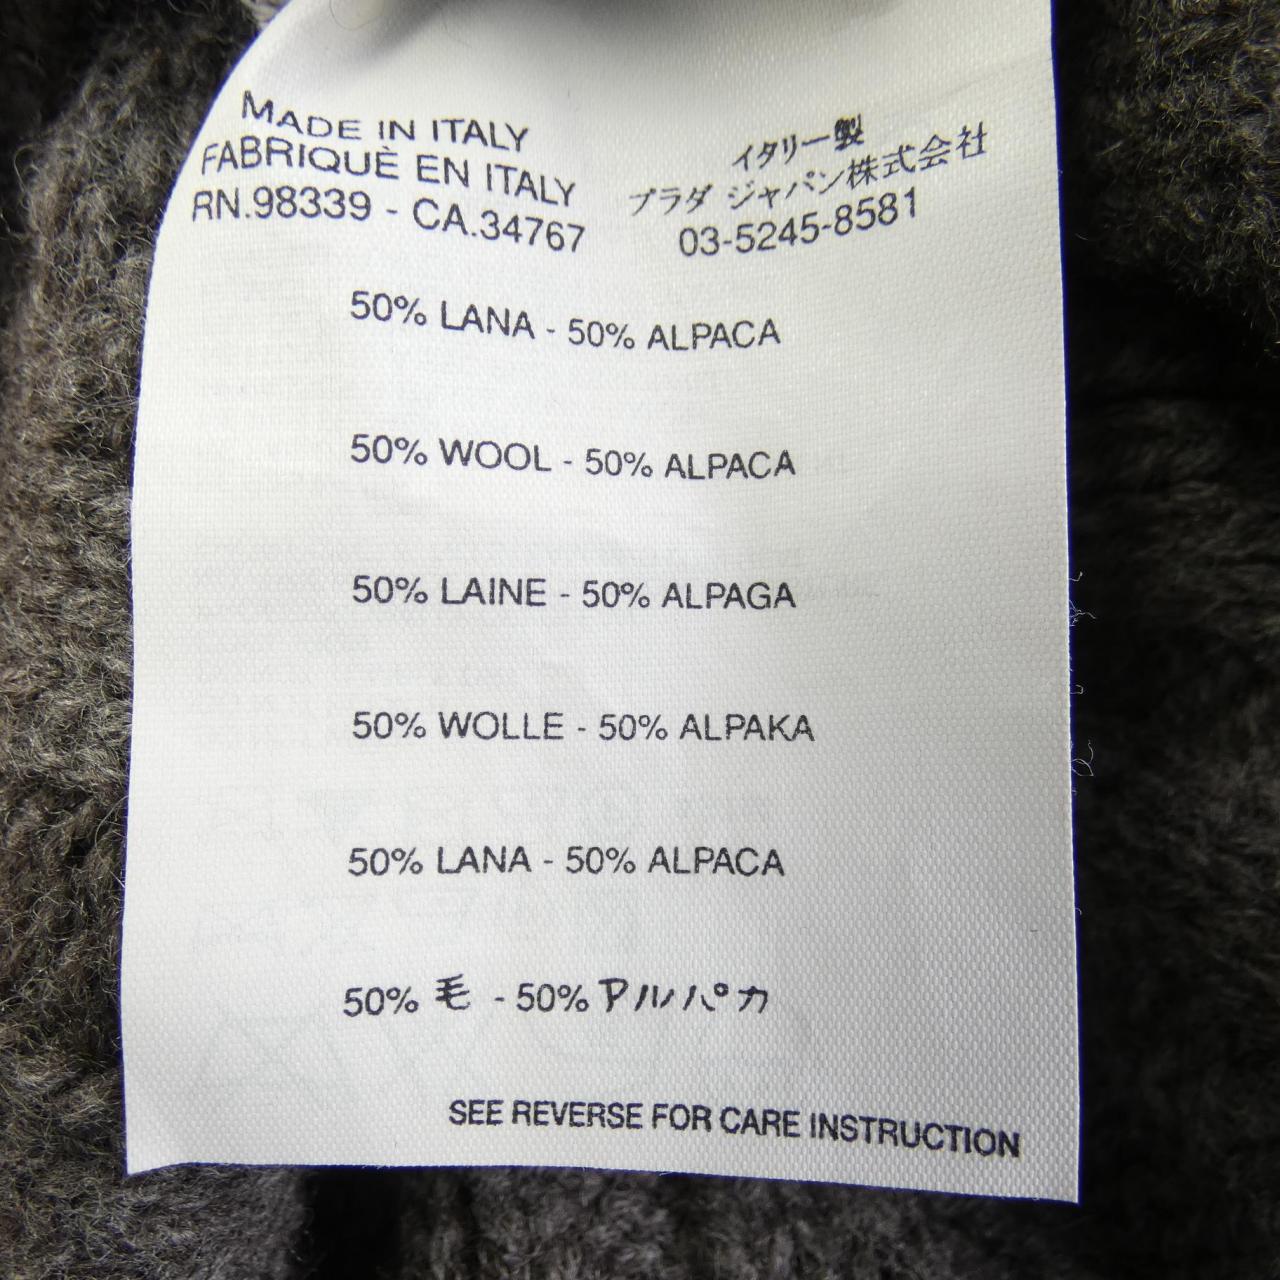 MADE IN ITALY
FABRIQUÈ EN ITALY
RN.98339 - CA.34767
イタリー製
プラダ ジャパン株式会社
03-5245-8581
50% LANA - 50% ALPACA
50% WOOL - 50% ALPACA
50% LAINE - 50% ALPAGA
50% WOLLE - 50% ALPAKA
50% LANA - 50% ALPACA
50% 毛 - 50% アルパカ
SEE REVERSE FOR CARE INSTRUCTION